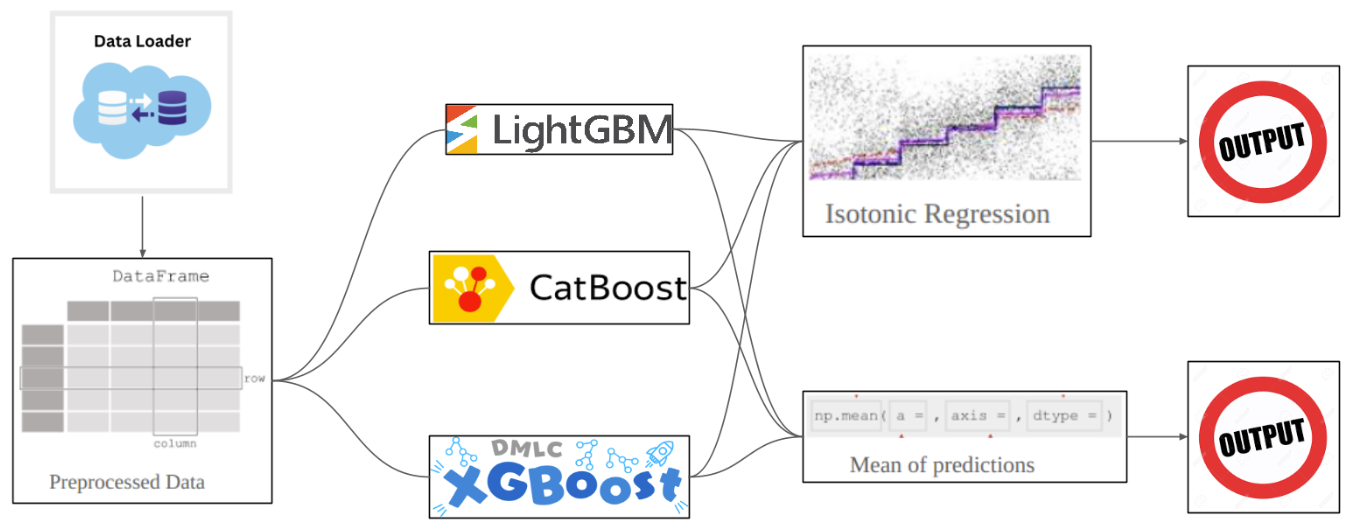 Data Loader
DataFrame
row
column
Preprocessed Data
LightGBM
CatBoost
DMLC
XGBoost
Isotonic Regression
np.mean( a = , axis = , dtype = )
Mean of predictions
OUTPUT
OUTPUT